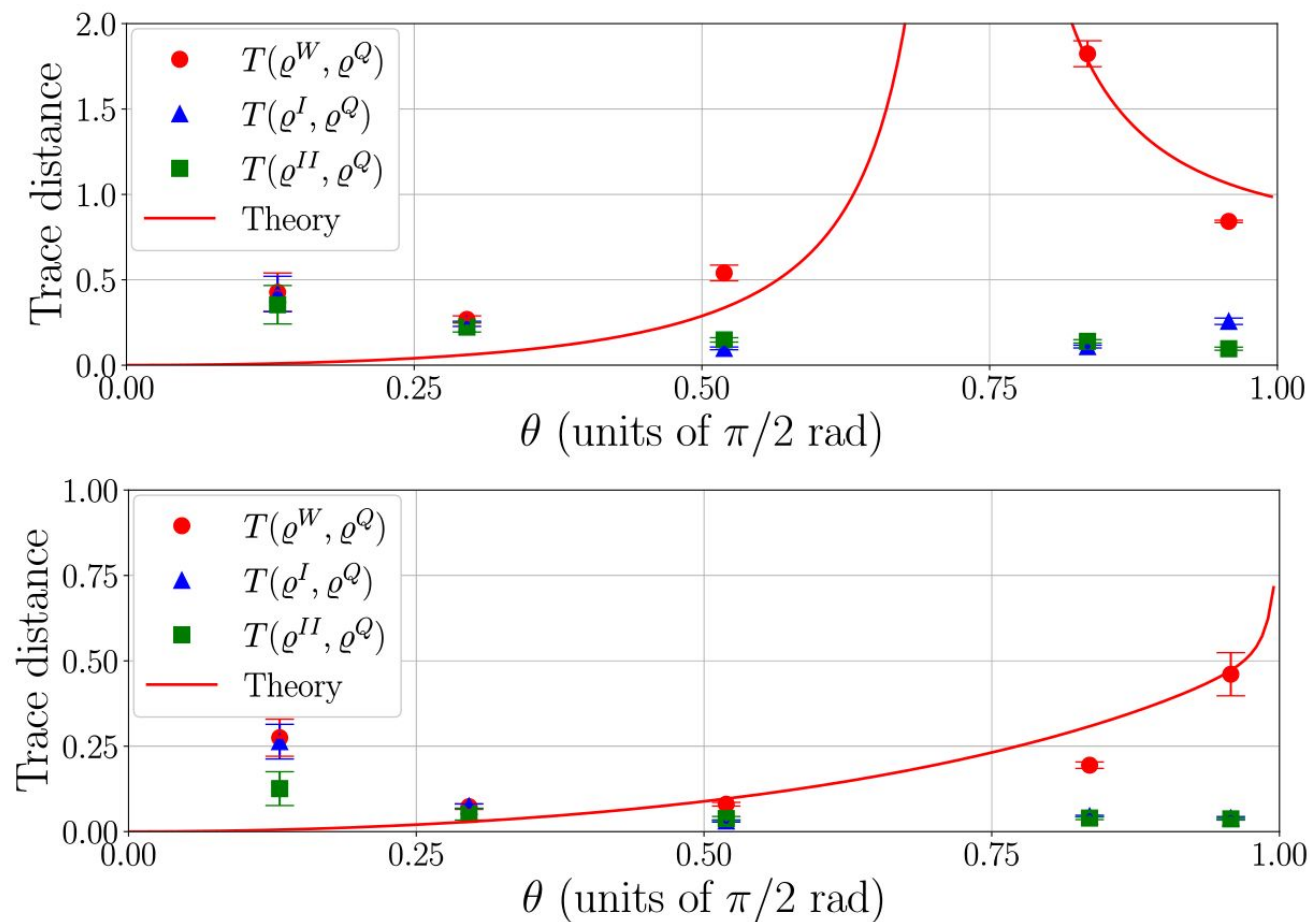 2.0
1.5
1.0
0.5
0.0
Trace distance
T(ϱ^W, ϱ^Q)
T(ϱ^I, ϱ^Q)
T(ϱ^{II}, ϱ^Q)
Theory
0.00 0.25 0.50 0.75 1.00
θ (units of π/2 rad)
1.00
0.75
0.50
0.25
0.00
Trace distance
T(ϱ^W, ϱ^Q)
T(ϱ^I, ϱ^Q)
T(ϱ^{II}, ϱ^Q)
Theory
0.00 0.25 0.50 0.75 1.00
θ (units of π/2 rad)